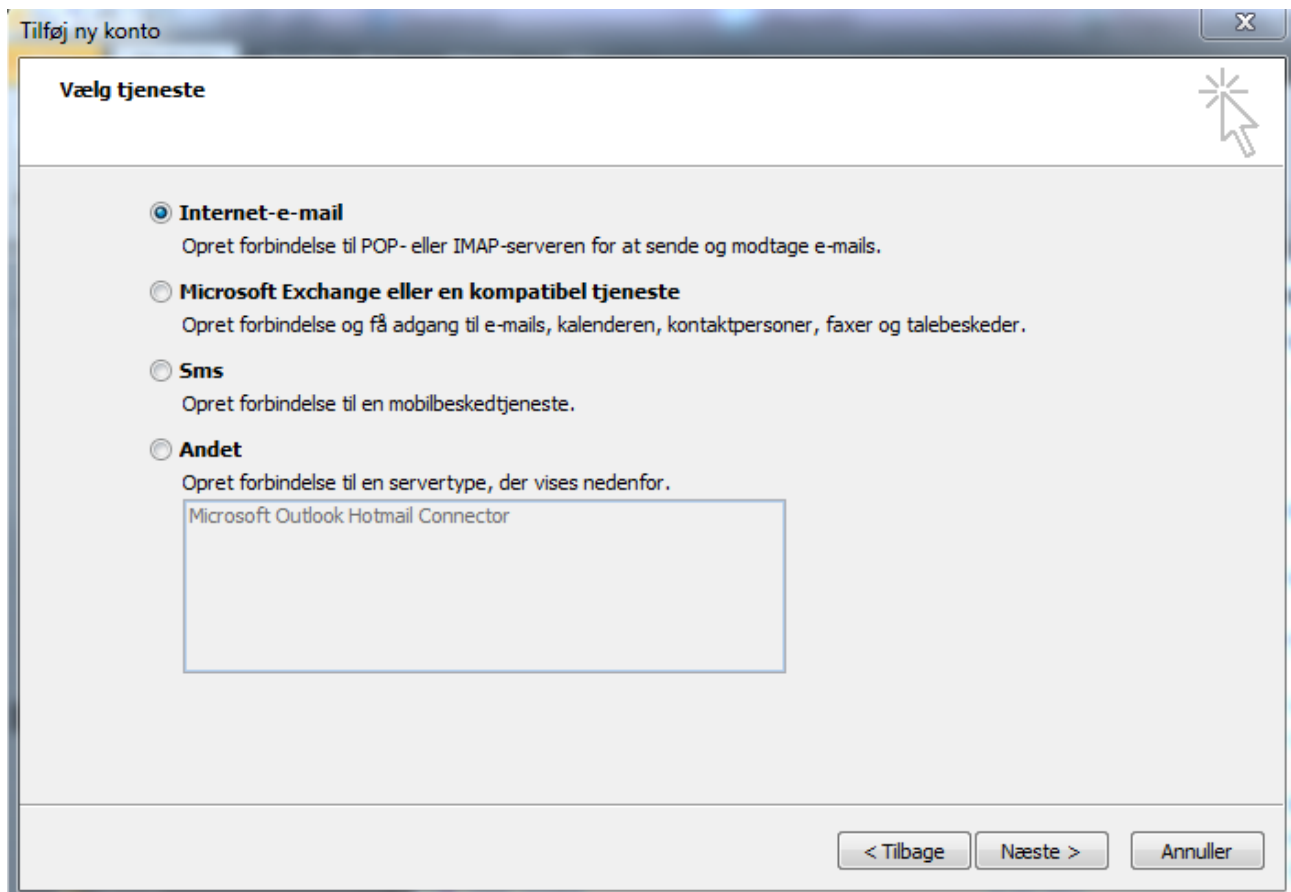 Tilføj ny konto
Vælg tjeneste
Internet-e-mail
Opret forbindelse til POP- eller IMAP-serveren for at sende og modtage e-mails.
Microsoft Exchange eller en kompatibel tjeneste
Opret forbindelse og få adgang til e-mails, kalenderen, kontaktpersoner, faxer og talebeskeder.
Sms
Opret forbindelse til en mobilbeskedtjeneste.
Andet
Opret forbindelse til en servertype, der vises nedenfor.
Microsoft Outlook Hotmail Connector
< Tilbage Næste > Annuller